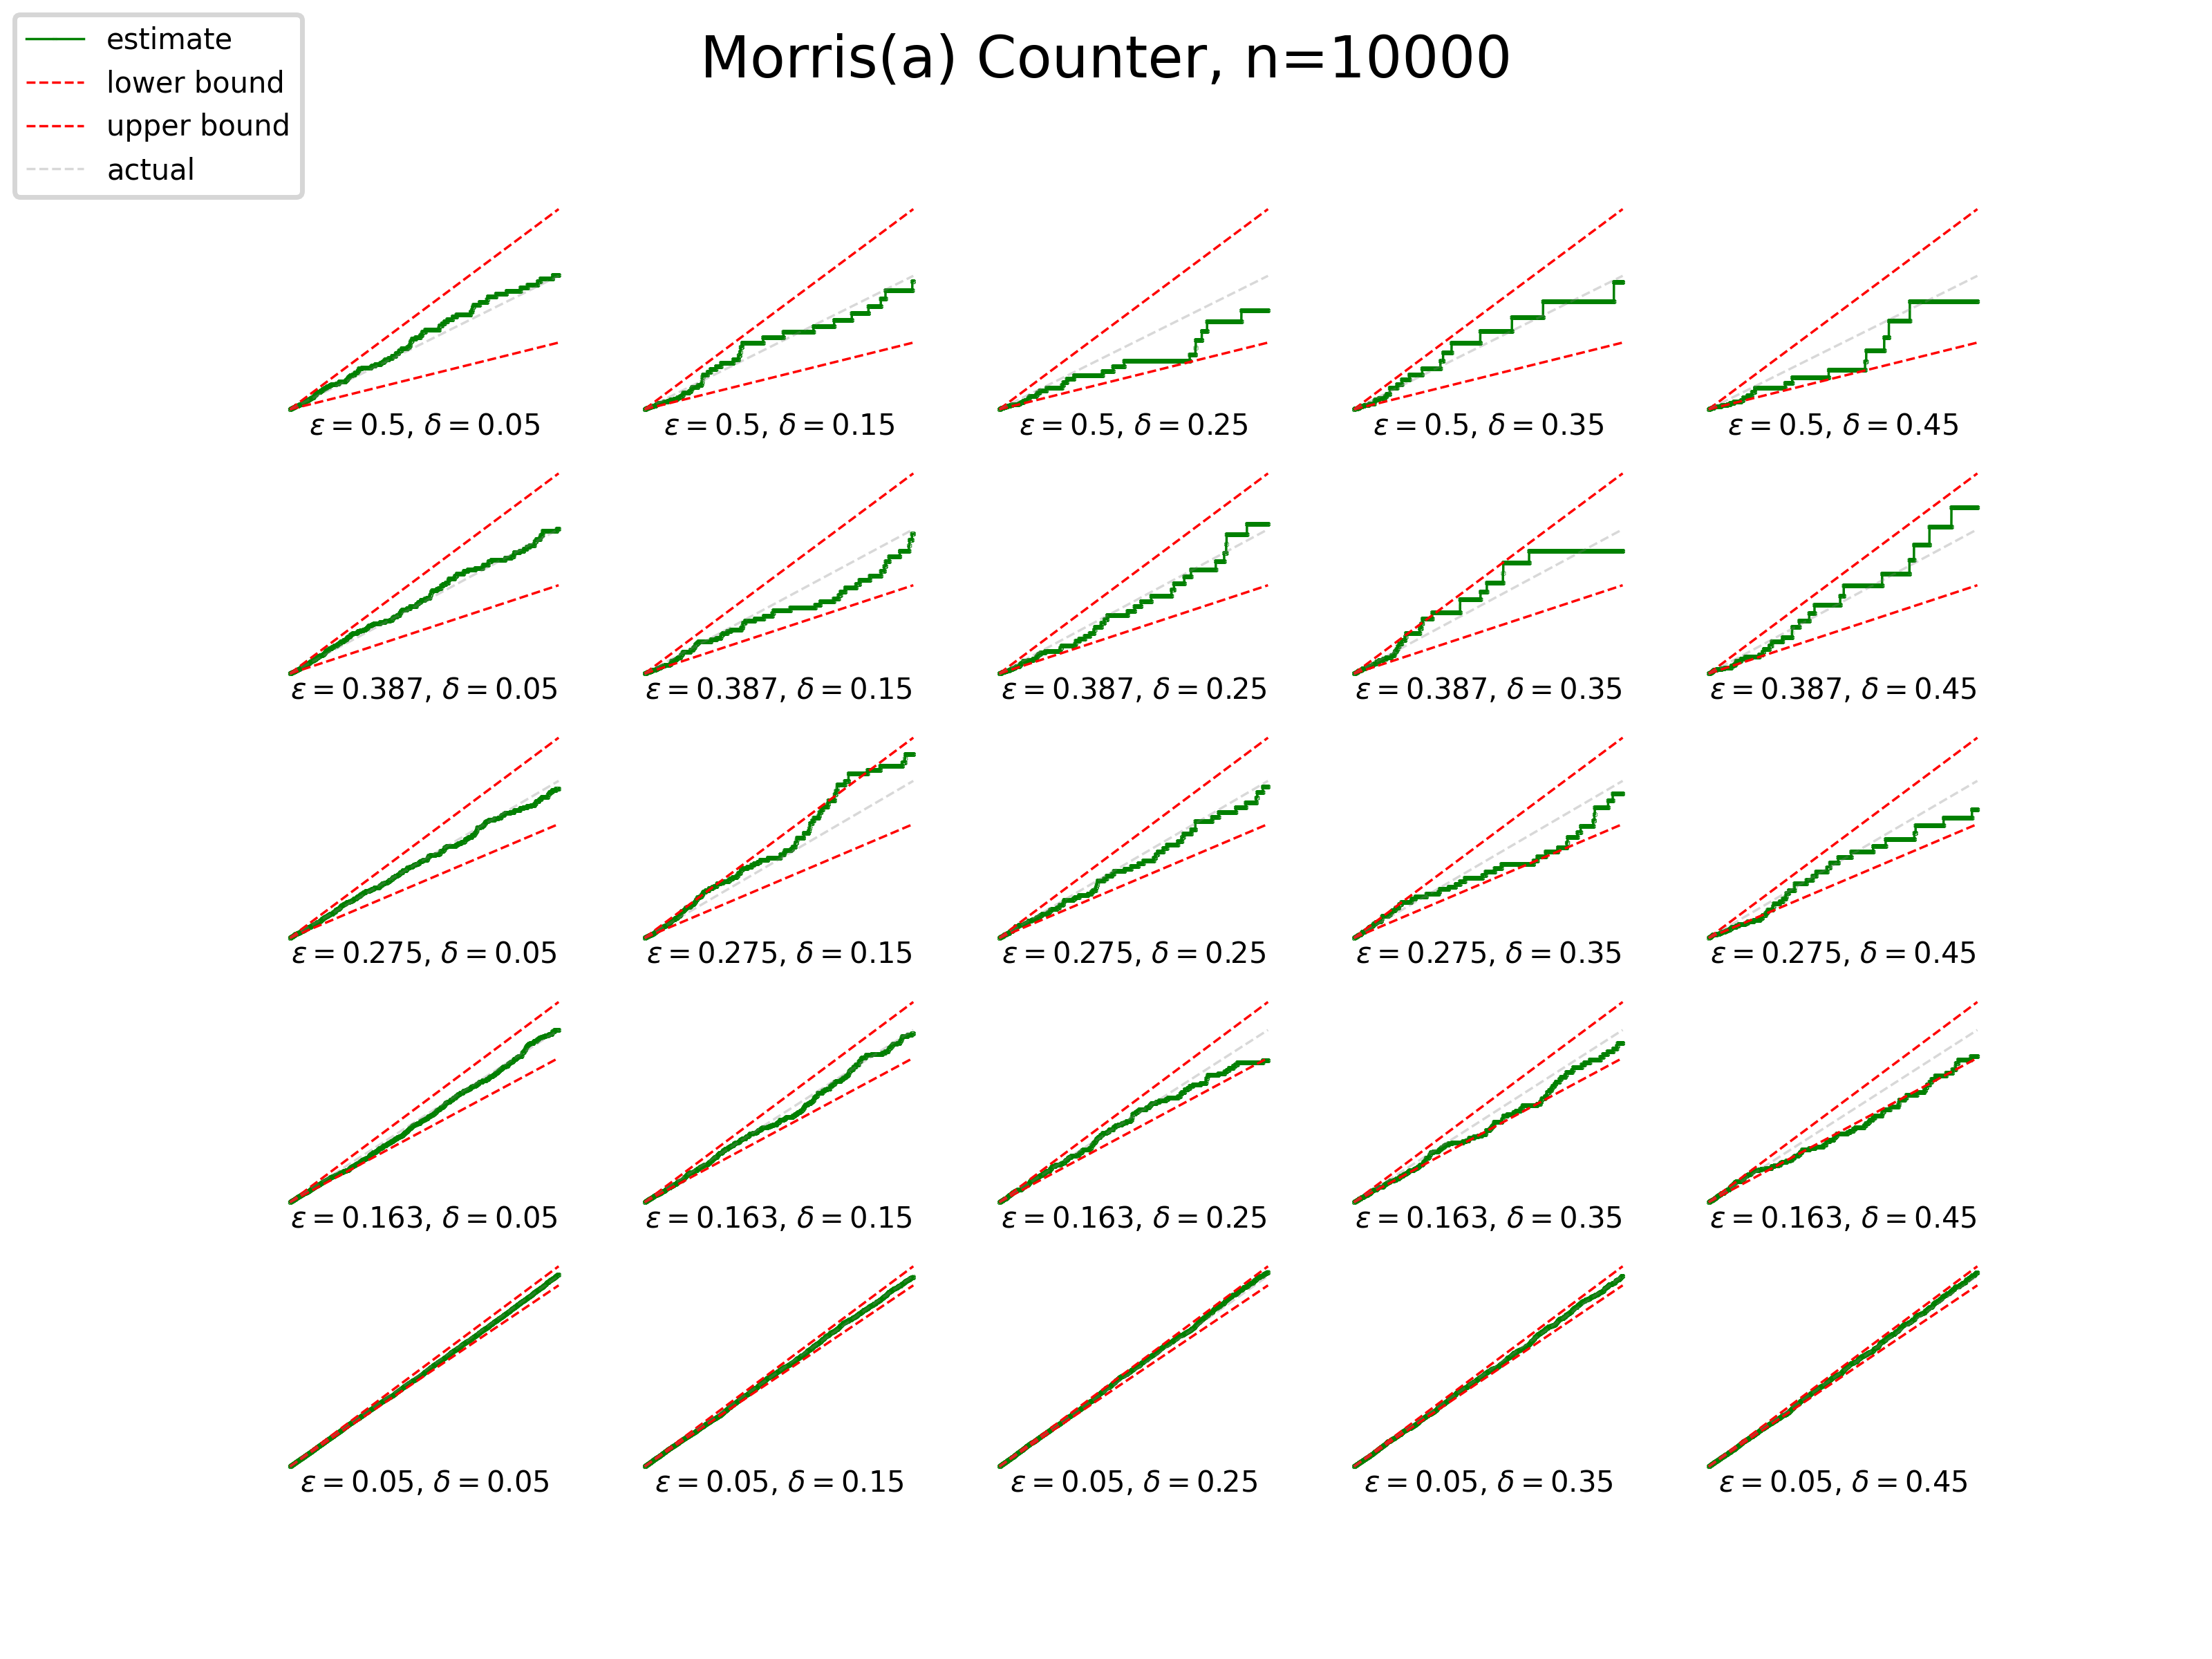 Morris(a) Counter, n=10000
estimate
lower bound
upper bound
actual
ε = 0.5, δ = 0.05
ε = 0.5, δ = 0.15
ε = 0.5, δ = 0.25
ε = 0.5, δ = 0.35
ε = 0.5, δ = 0.45
ε = 0.387, δ = 0.05
ε = 0.387, δ = 0.15
ε = 0.387, δ = 0.25
ε = 0.387, δ = 0.35
ε = 0.387, δ = 0.45
ε = 0.275, δ = 0.05
ε = 0.275, δ = 0.15
ε = 0.275, δ = 0.25
ε = 0.275, δ = 0.35
ε = 0.275, δ = 0.45
ε = 0.163, δ = 0.05
ε = 0.163, δ = 0.15
ε = 0.163, δ = 0.25
ε = 0.163, δ = 0.35
ε = 0.163, δ = 0.45
ε = 0.05, δ = 0.05
ε = 0.05, δ = 0.15
ε = 0.05, δ = 0.25
ε = 0.05, δ = 0.35
ε = 0.05, δ = 0.45